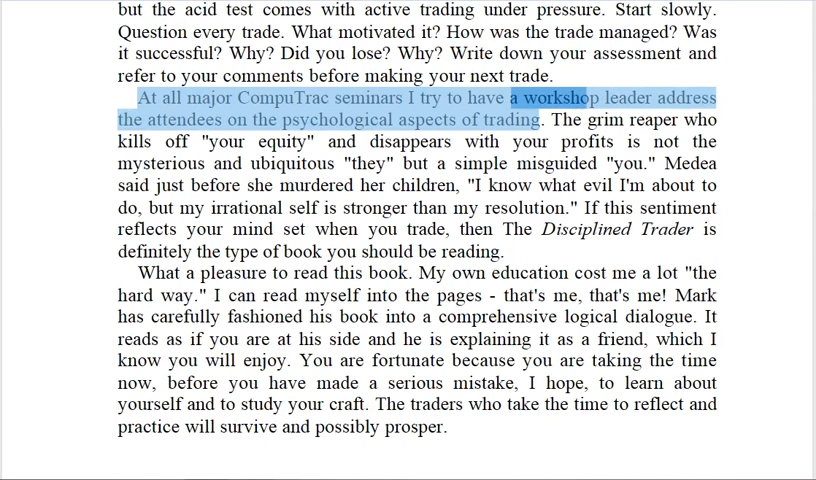 but the acid test comes with active trading under pressure. Start slowly.
Question every trade. What motivated it? How was the trade managed? Was
it successful? Why? Did you lose? Why? Write down your assessment and
refer to your comments before making your next trade.
At all major CompuTrac seminars I try to have a workshop leader address
the attendees on the psychological aspects of trading. The grim reaper who
kills off "your equity" and disappears with your profits is not the
mysterious and ubiquitous "they" but a simple misguided "you." Medea
said just before she murdered her children, "I know what evil I'm about to
do, but my irrational self is stronger than my resolution." If this sentiment
reflects your mind set when you trade, then The Disciplined Trader is
definitely the type of book you should be reading.
What a pleasure to read this book. My own education cost me a lot "the
hard way." I can read myself into the pages - that's me, that's me! Mark
has carefully fashioned his book into a comprehensive logical dialogue. It
reads as if you are at his side and he is explaining it as a friend, which I
know you will enjoy. You are fortunate because you are taking the time
now, before you have made a serious mistake, I hope, to learn about
yourself and to study your craft. The traders who take the time to reflect and
practice will survive and possibly prosper.